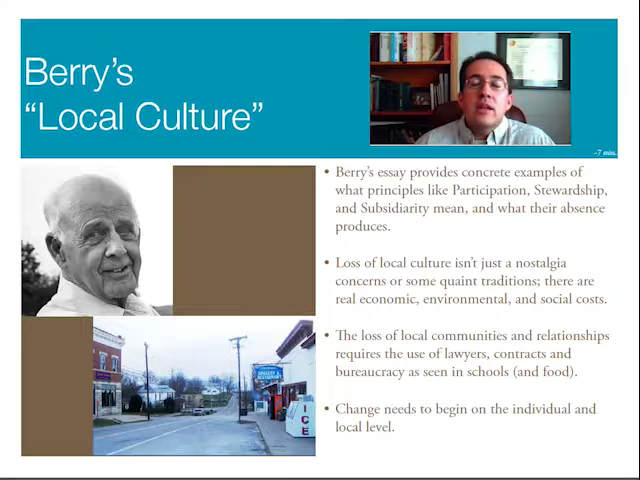 Berry's
"Local Culture"
~7 min.
• Berry's essay provides concrete examples of
what principles like Participation, Stewardship,
and Subsidiarity mean, and what their absence
produces.
• Loss of local culture isn't just a nostalgia
concerns or some quaint traditions; there are
real economic, environmental, and social costs.
• The loss of local communities and relationships
requires the use of lawyers, contracts and
bureaucracy as seen in schools (and food).
• Change needs to begin on the individual and
local level.
ICE